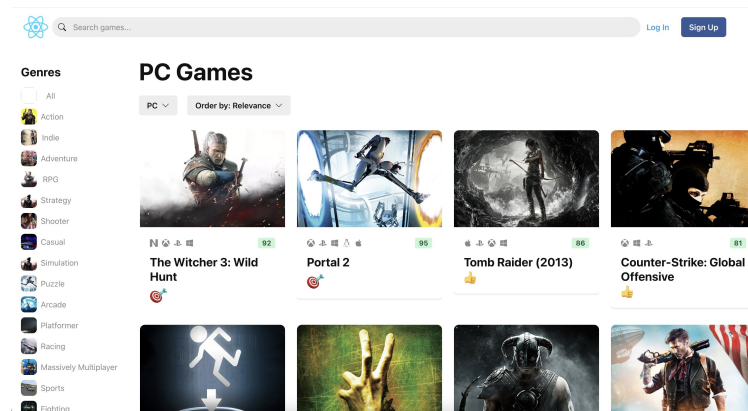 Search games...
Log In
Sign Up
Genres
All
Action
Indie
Adventure
RPG
Strategy
Shooter
Casual
Simulation
Puzzle
Arcade
Platformer
Racing
Massively Multiplayer
Sports
Fighting
PC Games
PC
Order by: Relevance
92
The Witcher 3: Wild
Hunt
95
Portal 2
86
Tomb Raider (2013)
81
Counter-Strike: Global
Offensive